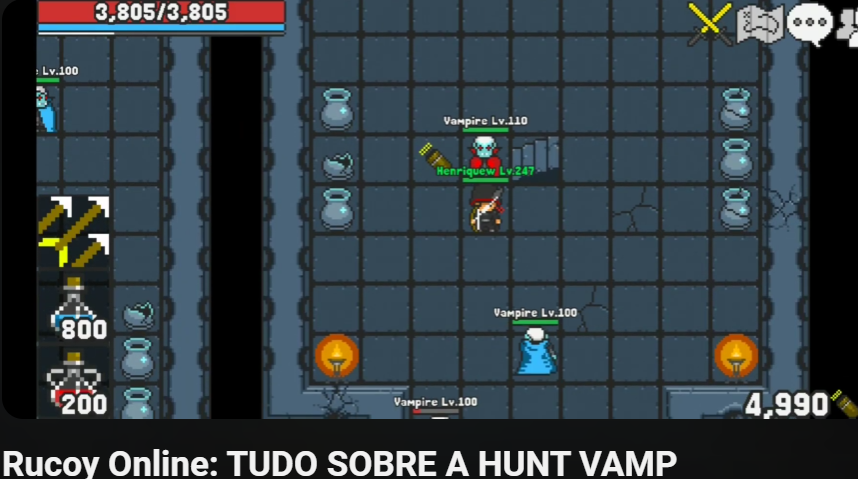 3,805/3,805
e Lv.100
Vampire Lv.110
Henriquew Lv.247
Vampire Lv.100
800
200
Vampire Lv.100
4,990
Rucoy Online: TUDO SOBRE A HUNT VAMP